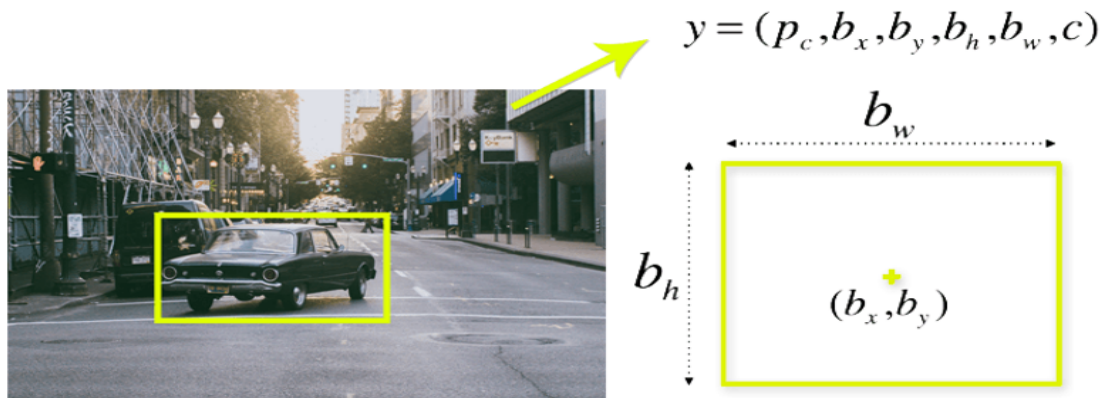 y = (p_c, b_x, b_y, b_h, b_w, c)
b_w
b_h
(b_x, b_y)